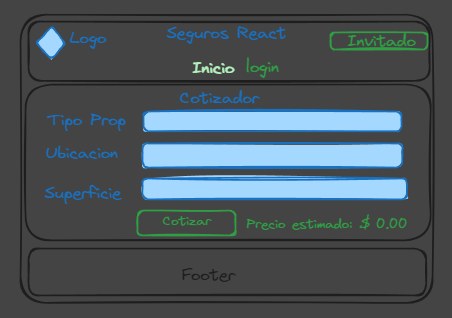 Logo
Seguros React
Invitado
Inicio login
Cotizador
Tipo Prop
Ubicacion
Superficie
Cotizar
Precio estimado: $ 0,00
Footer